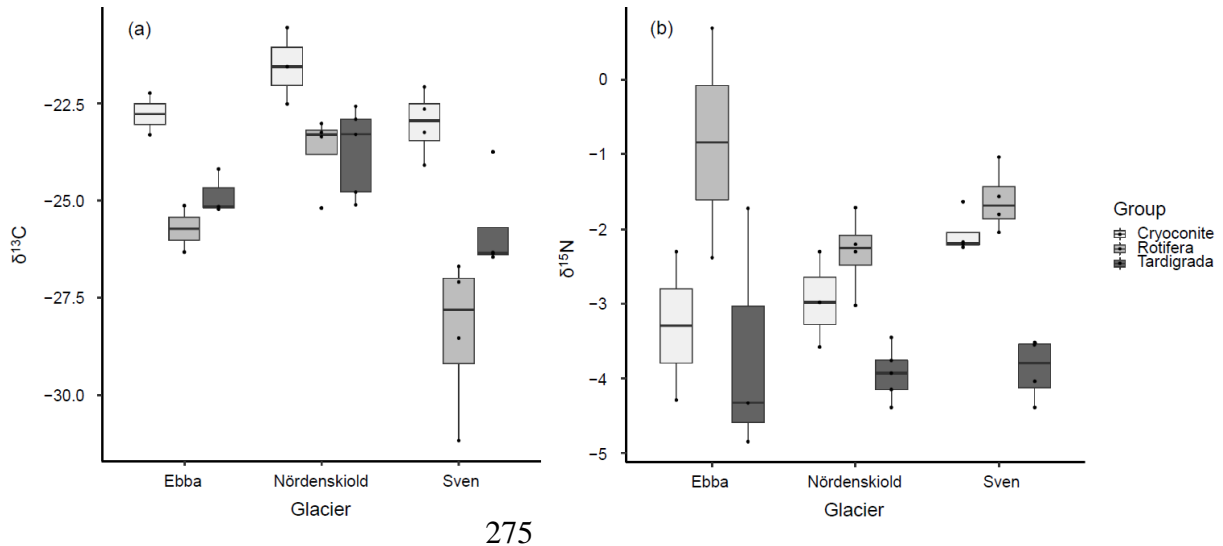 (a)
δ13C
−22.5
−25.0
−27.5
−30.0
Ebba Nördenskiold Sven
Glacier
(b)
δ15N
0
−1
−2
−3
−4
−5
Ebba Nördenskiold Sven
Glacier
Group
Cryoconite
Rotifera
Tardigrada
275